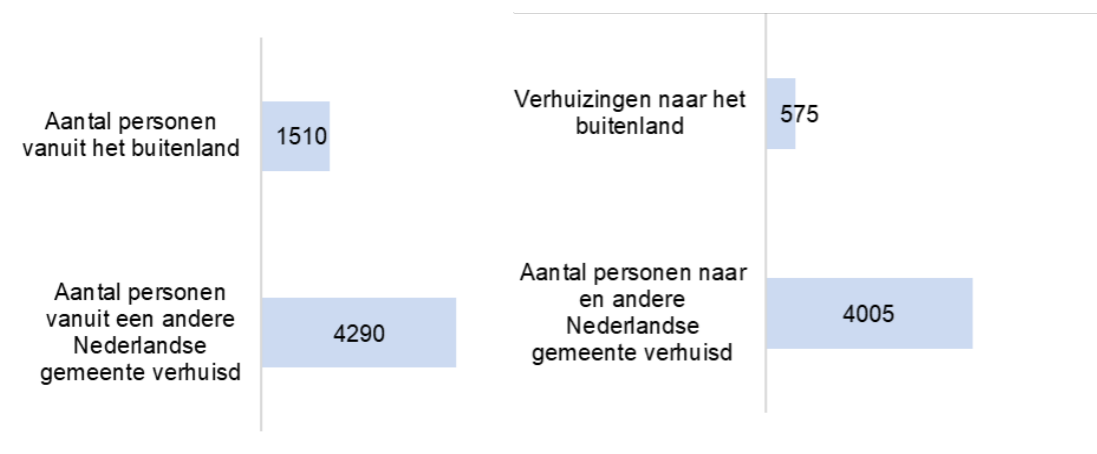 Aantal personen
vanuit het buitenland
1510
Aantal personen
vanuit een andere
Nederlandse
gemeente verhuisd
4290
Verhuizingen naar het
buitenland
575
Aantal personen naar
en andere
Nederlandse
gemeente verhuisd
4005